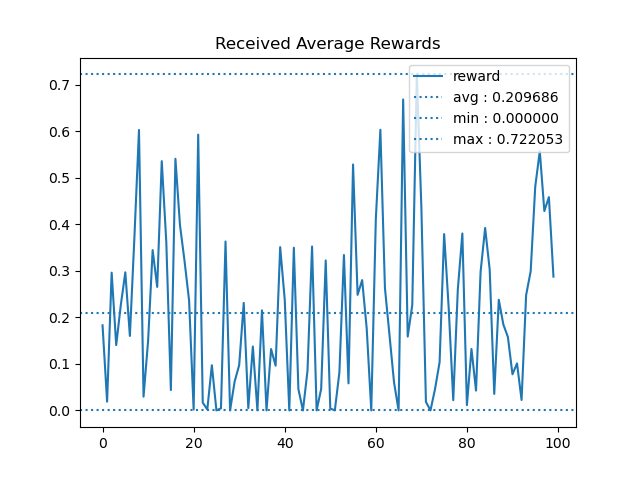 Received Average Rewards
reward
avg : 0.209686
min : 0.000000
max : 0.722053
0.7
0.6
0.5
0.4
0.3
0.2
0.1
0.0
0 20 40 60 80 100